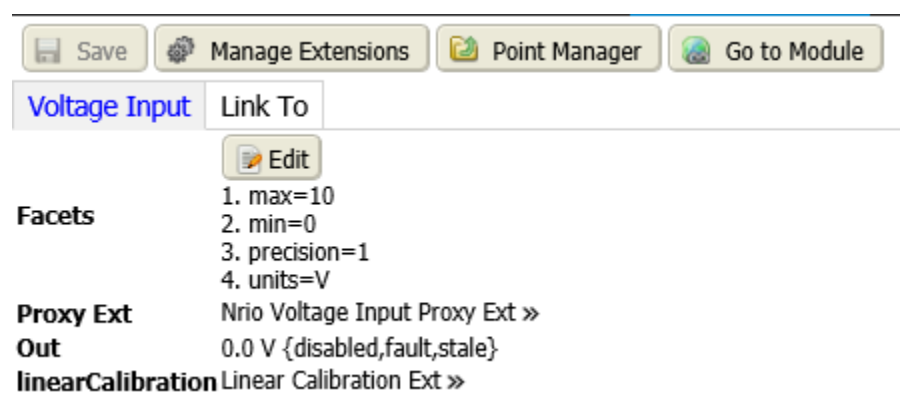 Save Manage Extensions Point Manager Go to Module
Voltage Input Link To
Edit
Facets
1. max=10
2. min=0
3. precision=1
4. units=V
Proxy Ext Nrio Voltage Input Proxy Ext »
Out 0.0 V {disabled,fault,stale}
linearCalibration Linear Calibration Ext »